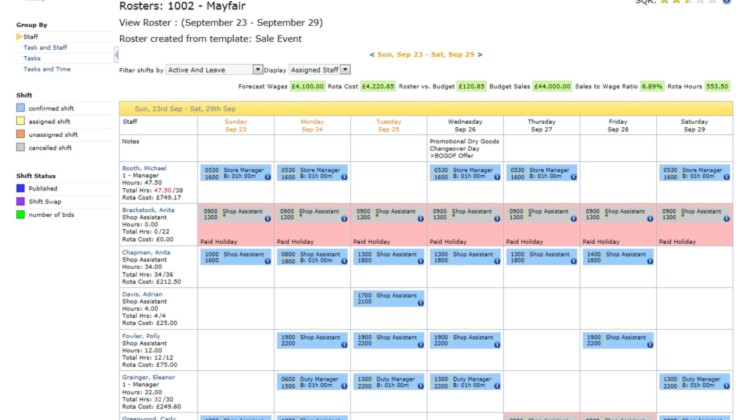 Rosters: 1002 - Mayfair
SQR:
View Roster : (September 23 - September 29)
Roster created from template: Sale Event
Group By
Staff
Task and Staff
Tasks
Tasks and Time
< Sun, Sep 23 - Sat, Sep 29 >
Filter shifts by Active And Leave Display Assigned Staff
Forecast Wages £4,100.00 Rota Cost £4,220.85 Roster vs. Budget £120.85 Budget Sales £44,000.00 Sales to Wage Ratio 8.89% Rota Hours 553.50
Shift
confirmed shift
assigned shift
unassigned shift
cancelled shift
Shift Status
Published
Shift Swap
number of bids
Sun, 23rd Sep - Sat, 29th Sep
Staff Sunday Monday Tuesday Wednesday Thursday Friday Saturday
Sep 23 Sep 24 Sep 25 Sep 26 Sep 27 Sep 28 Sep 29
Notes Promotional Dry Goods
Changeover Day
>BOGOF Offer
Booth, Michael
1 - Manager
Hours: 47.50
Total Hrs: 47.50/38
Rota Cost: £749.17
0530 Store Manager 0530 Store Manager 0530 Store Manager 0530 Store Manager 0530 Store Manager
1600 B: 01h 00m 1600 B: 01h 00m 1600 B: 01h 00m 1600 B: 01h 00m 1600 B: 01h 00m
Brackstock, Anita
Shop Assistant
Hours: 0.00
Total Hrs: 0/22
Rota Cost: £0.00
0900 Shop Assistant 0900 Shop Assistant 0900 Shop Assistant 0900 Shop Assistant 0900 Shop Assistant 0900 Shop Assistant 0900 Shop Assistant
1300 1300 1300 1300 1300 1300 1300
Paid Holiday Paid Holiday Paid Holiday Paid Holiday Paid Holiday Paid Holiday Paid Holiday
Chapman, Anita
Shop Assistant
Hours: 34.00
Total Hrs: 34/36
Rota Cost: £212.50
1000 Shop Assistant 0800 Shop Assistant 1300 Shop Assistant 1300 Shop Assistant 1300 Shop Assistant 1400 Shop Assistant
1600 1800 B: 01h 00m 1800 1800 1800 1800
Davis, Adrian
Shop Assistant
Hours: 4.00
Total Hrs: 4/4
Rota Cost: £25.00
1700 Shop Assistant
2100
Fowler, Polly
Shop Assistant
Hours: 12.00
Total Hrs: 12/12
Rota Cost: £75.00
1900 Shop Assistant 1900 Shop Assistant 1900 Shop Assistant 1900 Shop Assistant
2200 2200 2200 2200
Grainger, Eleanor
1 - Manager
Hours: 32.00
Total Hrs: 32/30
Rota Cost: £249.60
0600 Duty Manager 1300 Duty Manager 1300 Duty Manager 1300 Duty Manager
1500 B: 01h 00m 2200 B: 01h 00m 2200 B: 01h 00m 2200 B: 01h 00m